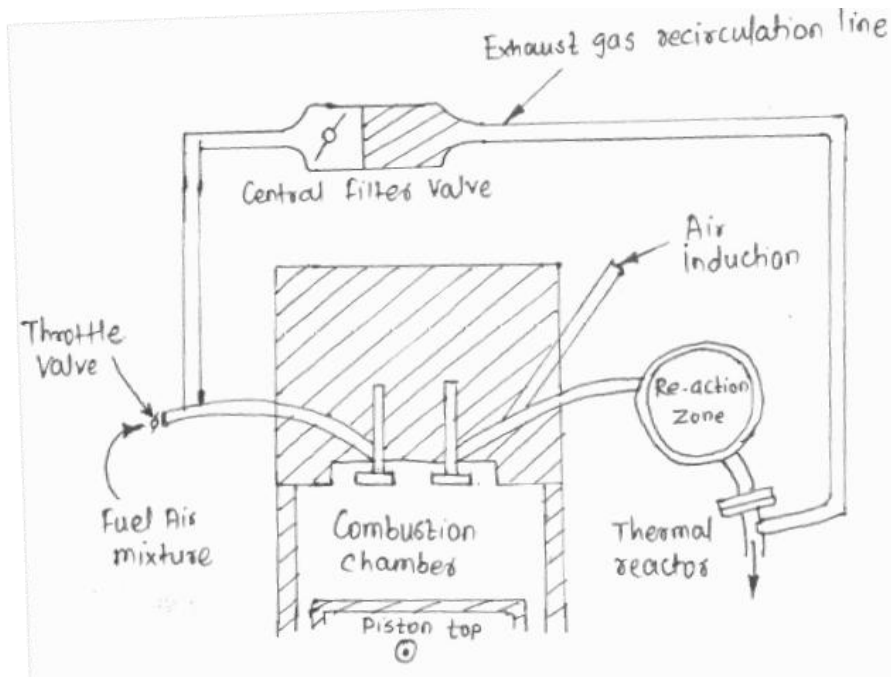 Exhaust gas recirculation line
Central Filter Valve
Air
induction
Throttle
Valve
Re-action
Zone
Fuel Air
mixture
Combustion
chamber
Thermal
reactor
Piston top